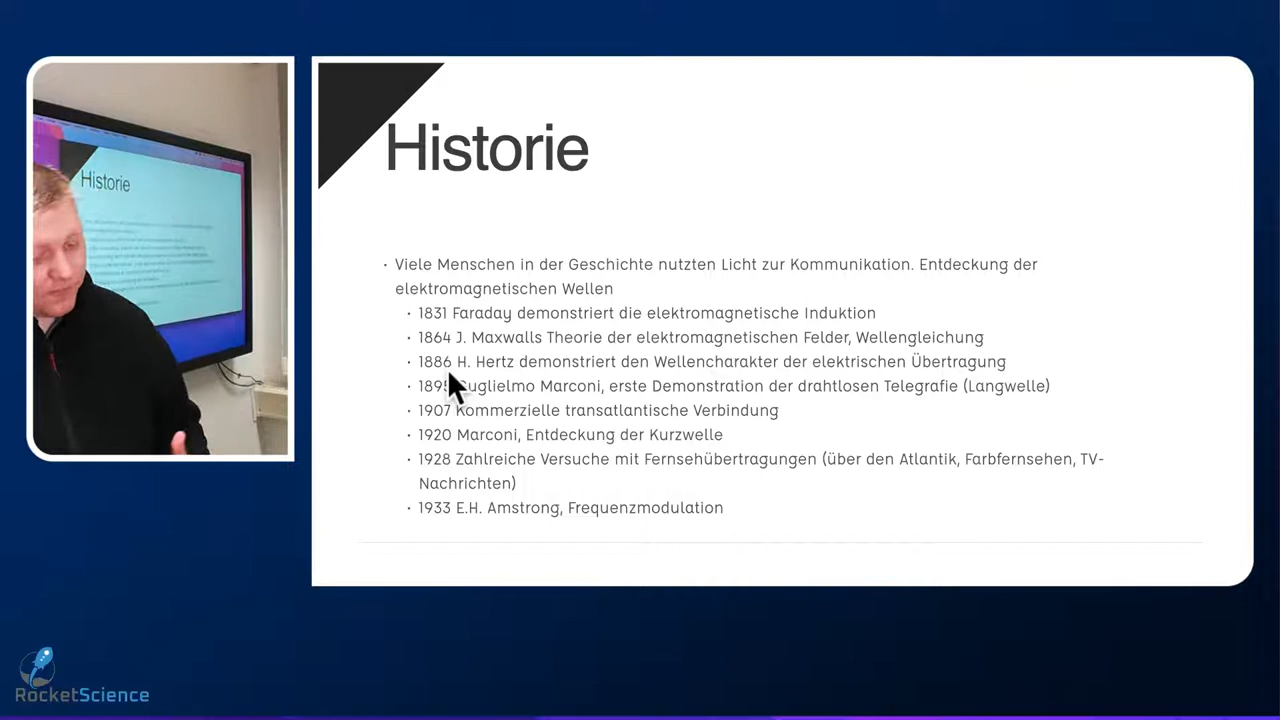 Historie
Historie
• Viele Menschen in der Geschichte nutzten Licht zur Kommunikation. Entdeckung der
elektromagnetischen Wellen
• 1831 Faraday demonstriert die elektromagnetische Induktion
• 1864 J. Maxwalls Theorie der elektromagnetischen Felder, Wellengleichung
• 1886 H. Hertz demonstriert den Wellencharakter der elektrischen Übertragung
• 1895 Guglielmo Marconi, erste Demonstration der drahtlosen Telegrafie (Langwelle)
• 1907 Kommerzielle transatlantische Verbindung
• 1920 Marconi, Entdeckung der Kurzwelle
• 1928 Zahlreiche Versuche mit Fernsehübertragungen (über den Atlantik, Farbfernsehen, TV-
Nachrichten)
• 1933 E.H. Amstrong, Frequenzmodulation
RocketScience